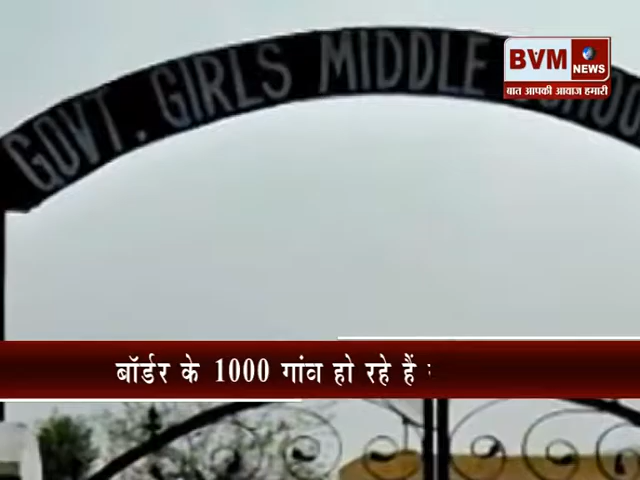 GOVT. GIRLS MIDDLE
BVM
NEWS
बात आपकी आवाज हमारी
बॉर्डर के 1000 गांव हो रहे हैं